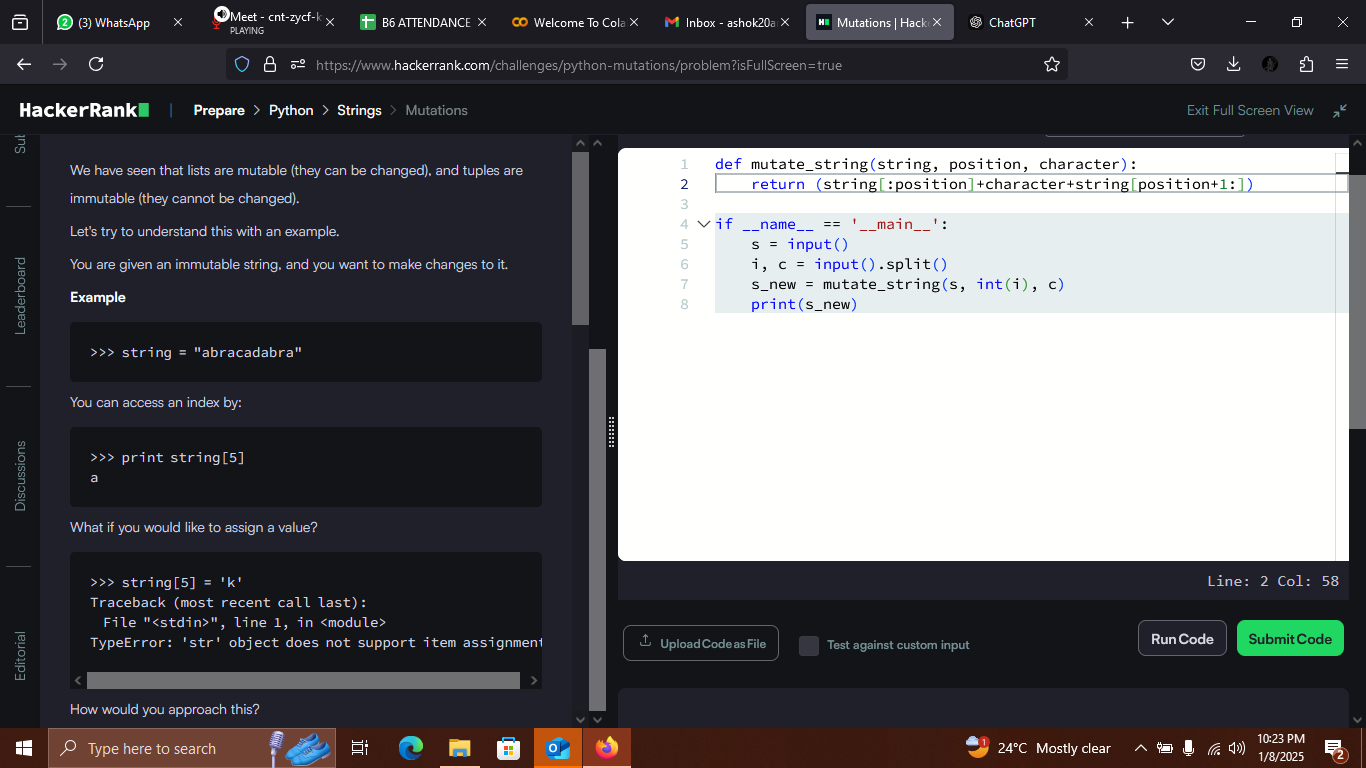 (3) WhatsApp
Meet - cnt-zycf-k
PLAYING
B6 ATTENDANCE
Welcome To Cola
Inbox - ashok20a
Mutations | Hack
ChatGPT
https://www.hackerrank.com/challenges/python-mutations/problem?isFullScreen=true
HackerRank | Prepare > Python > Strings > Mutations
Exit Full Screen View
Sub
Leaderboard
Discussions
Editorial
We have seen that lists are mutable (they can be changed), and tuples are
immutable (they cannot be changed).
Let's try to understand this with an example.
You are given an immutable string, and you want to make changes to it.
Example
>>> string = "abracadabra"
You can access an index by:
>>> print string[5]
a
What if you would like to assign a value?
>>> string[5] = 'k'
Traceback (most recent call last):
File "<stdin>", line 1, in <module>
TypeError: 'str' object does not support item assignment
How would you approach this?
1 def mutate_string(string, position, character):
2 return (string[:position]+character+string[position+1:])
3
4 if __name__ == '__main__':
5 s = input()
6 i, c = input().split()
7 s_new = mutate_string(s, int(i), c)
8 print(s_new)
Line: 2 Col: 58
Upload Code as File
Test against custom input
Run Code
Submit Code
Type here to search
1
24°C Mostly clear
10:23 PM
1/8/2025
2